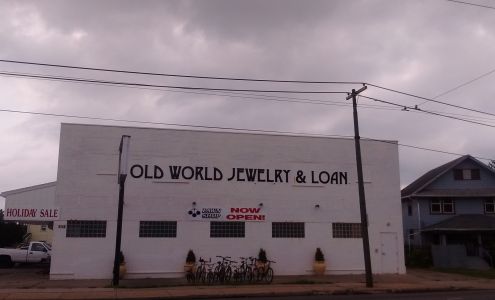 OLD WORLD JEWELRY & LOAN
NOW
OPEN!
HOLIDAY SALE